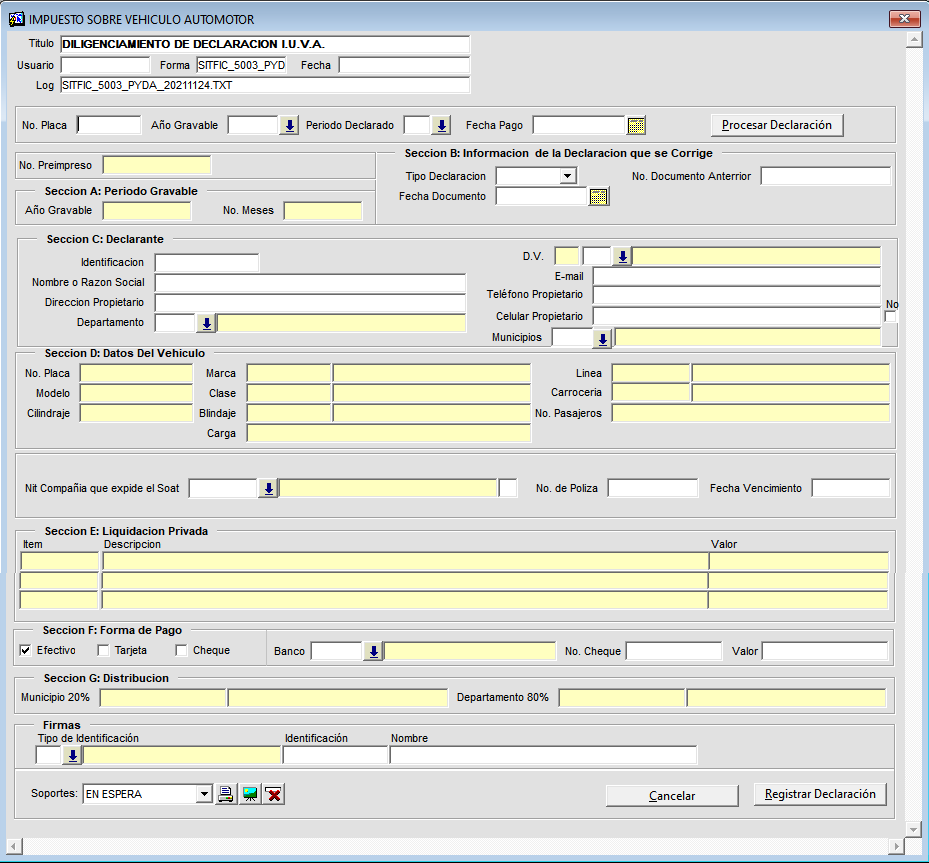 IMPUESTO SOBRE VEHICULO AUTOMOTOR
Titulo DILIGENCIAMIENTO DE DECLARACION I.U.V.A.
Usuario Forma SITFIC_5003_PYD Fecha
Log SITFIC_5003_PYDA_20211124.TXT
No. Placa Año Gravable Periodo Declarado Fecha Pago Procesar Declaración
No. Preimpreso
Seccion A: Periodo Gravable
Año Gravable No. Meses
Seccion B: Informacion de la Declaracion que se Corrige
Tipo Declaracion No. Documento Anterrior
Fecha Documento
Seccion C: Declarante
Identificacion D.V.
Nombre o Razon Social E-mail
Direccion Propietario Teléfono Propietario
Celular Propietario No
Departamento Municipios
Seccion D: Datos Del Vehiculo
No. Placa Marca Linea
Modelo Clase Carroceria
Cilindraje Blindaje No. Pasajeros
Carga
Nit Compañia que expide el Soat No. de Poliza Fecha Vencimiento
Seccion E: Liquidacion Privada
Item Descripcion Valor
Seccion F: Forma de Pago
Efectivo Tarjeta Cheque Banco No. Cheque Valor
Seccion G: Distribucion
Municipio 20% Departamento 80%
Firmas
Tipo de Identificación Identificación Nombre
Soportes: EN ESPERA Cancelar Registrar Declaración